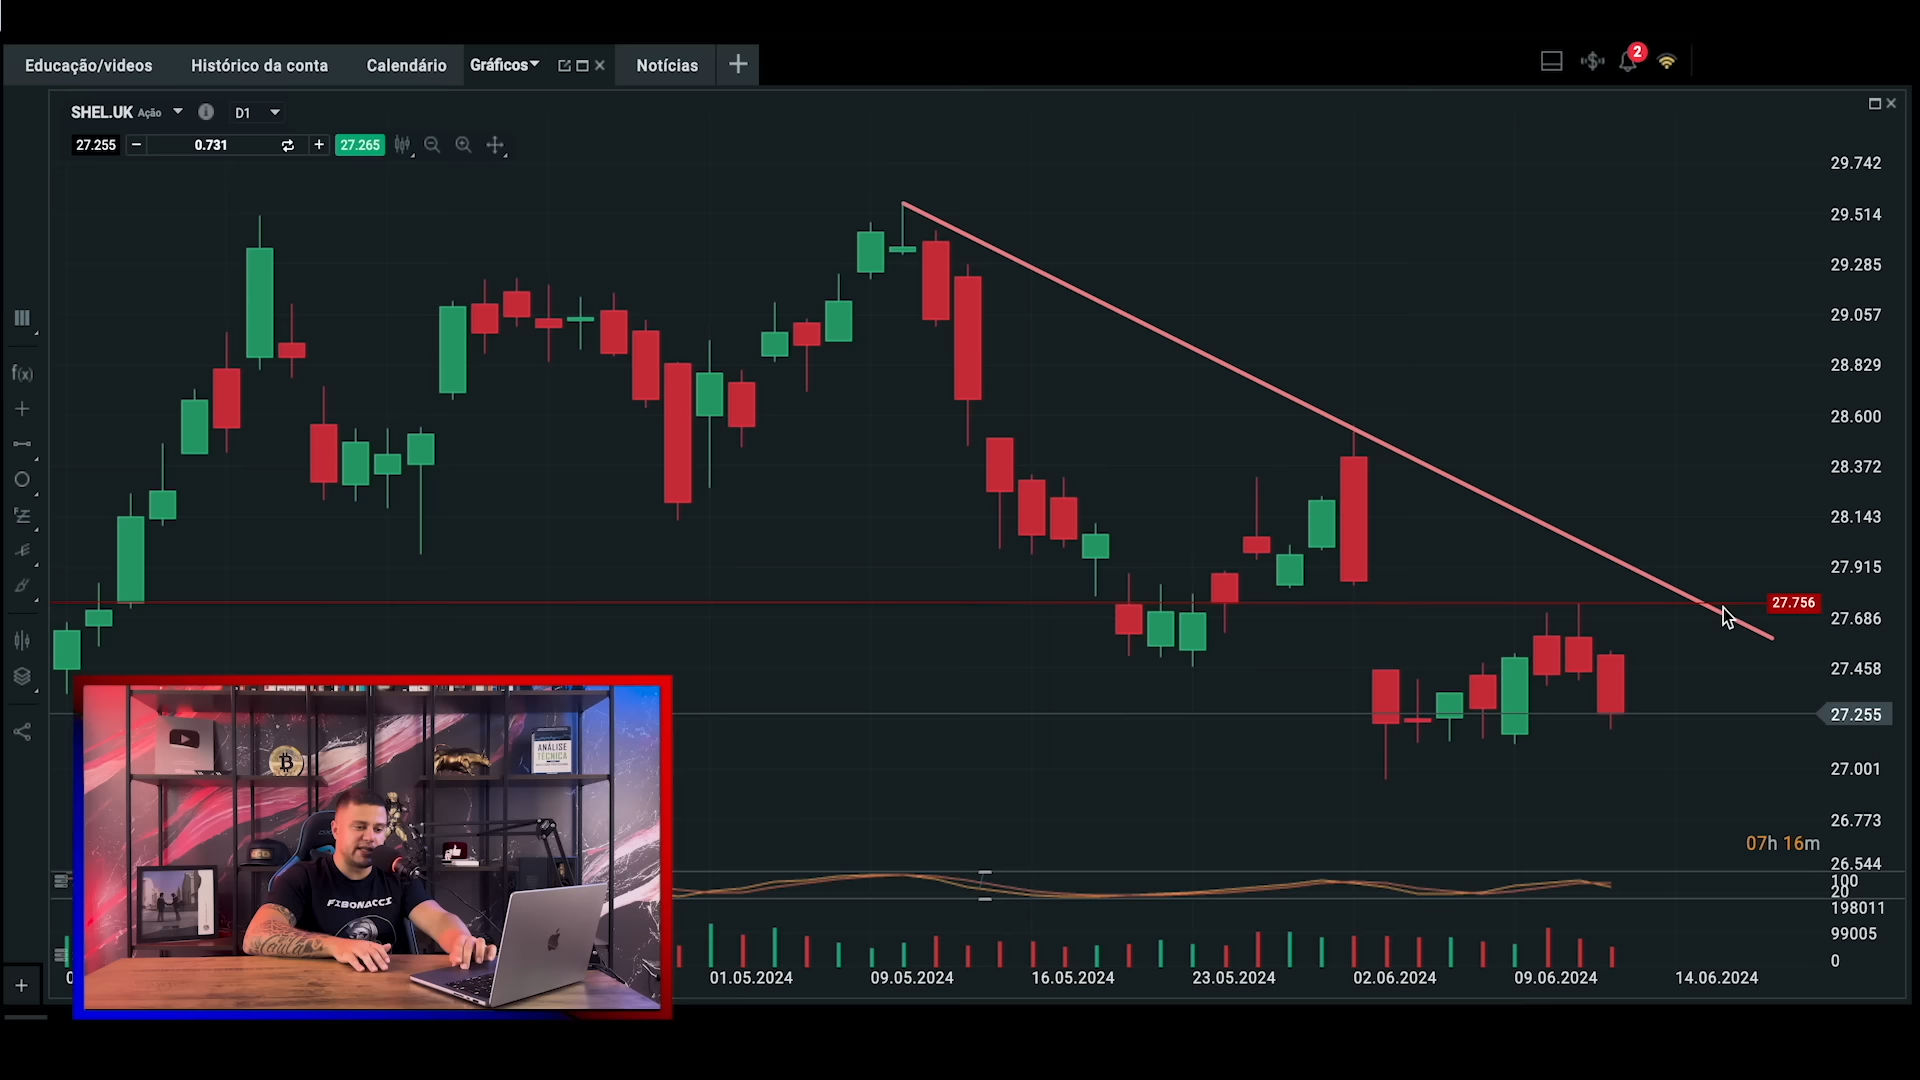 Educação/videos Histórico da conta Calendário Gráficos Notícias
2
SHEL.UK Ação D1
27.255 0.731 27.265
29.742
29.514
29.285
29.057
28.829
28.600
28.372
28.143
27.915
27.756
27.686
27.458
27.255
27.001
26.773
07h 16m
26.544
100
20
198011
99005
0
f(x)
01.05.2024 09.05.2024 16.05.2024 23.05.2024 02.06.2024 09.06.2024 14.06.2024
ANÁLISE
TÉCNICA
FIBONACCI